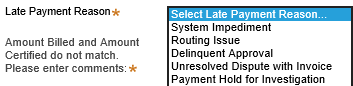 Late Payment Reason*
Select Late Payment Reason...
System Impediment
Routing Issue
Delinquent Approval
Unresolved Dispute with Invoice
Payment Hold for Investigation
Amount Billed and Amount
Certified do not match.
Please enter comments:*